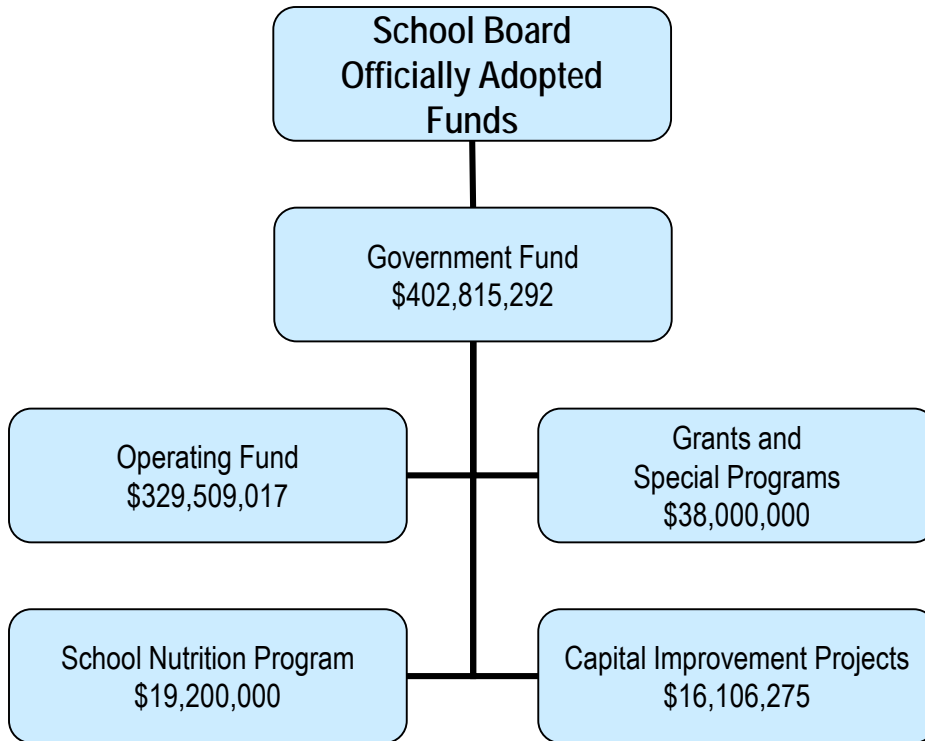 School Board
Officially Adopted
Funds
Government Fund
$402,815,292
Operating Fund
$329,509,017
Grants and
Special Programs
$38,000,000
School Nutrition Program
$19,200,000
Capital Improvement Projects
$16,106,275